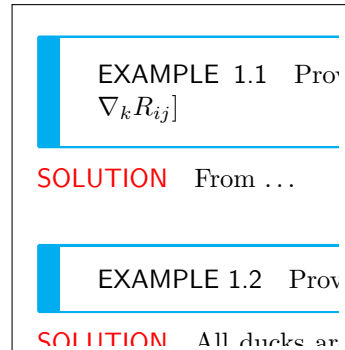 EXAMPLE 1.1 Prov
∇ₖRᵢⱼ]
SOLUTION From ...
EXAMPLE 1.2 Prov
SOLUTION All ducks ar